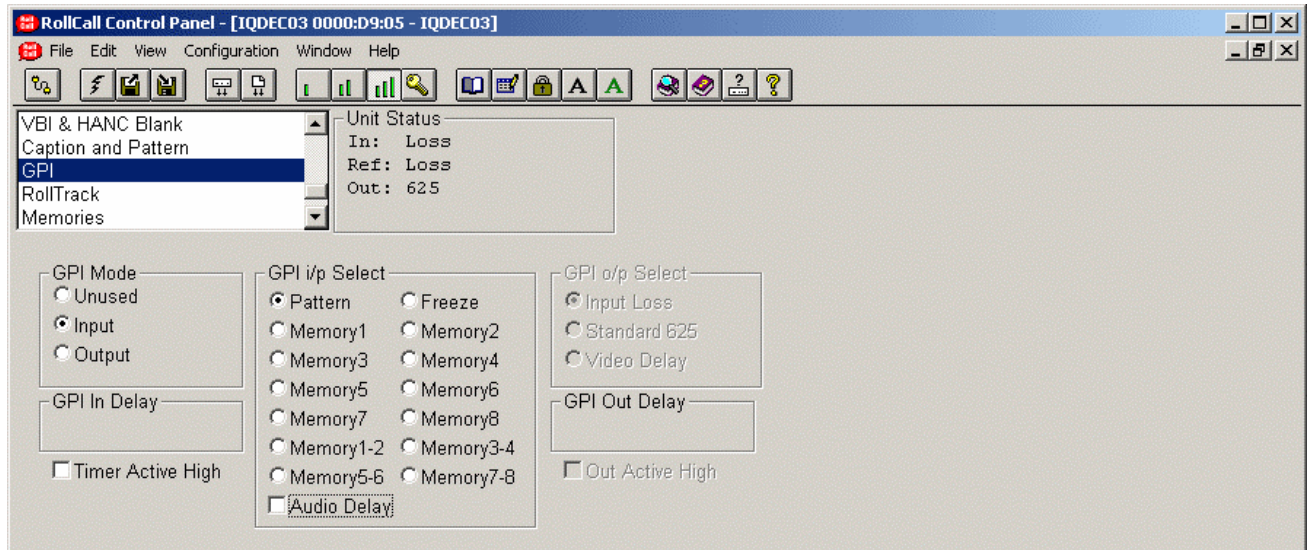 RollCall Control Panel - [IQDEC03 0000:D9:05 - IQDEC03]
File Edit View Configuration Window Help
A A
VBI & HANC Blank
Caption and Pattern
GPI
RollTrack
Memories
Unit Status
In: Loss
Ref: Loss
Out: 625
GPI Mode
Unused
Input
Output
GPI In Delay
Timer Active High
GPI i/p Select
Pattern Freeze
Memory1 Memory2
Memory3 Memory4
Memory5 Memory6
Memory7 Memory8
Memory1-2 Memory3-4
Memory5-6 Memory7-8
Audio Delay
GPI o/p Select
Input Loss
Standard 625
Video Delay
GPI Out Delay
Out Active High